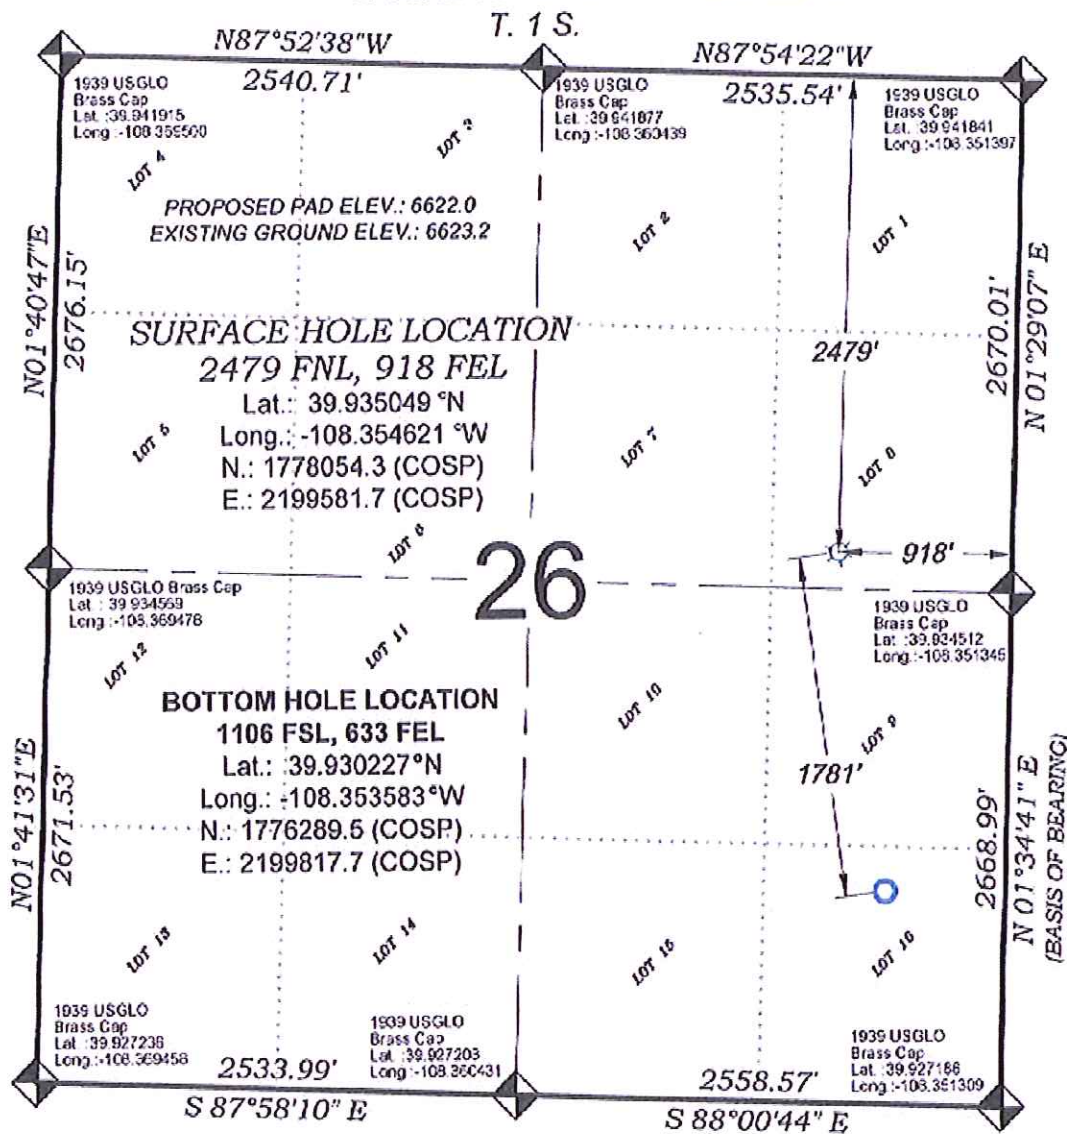 T. 1 S.
N87°52'38"W
2540.71'
N87°54'22"W
2535.54'
1939 USGLO
Brass Cap
Lat. :39.941915
Long :-108.369500
1939 USGLO
Brass Cap
Lat. :39.941877
Long :-108.360439
1939 USGLO
Brass Cap
Lat. :39.941841
Long :-108.351397
LOT 4
LOT 3
LOT 2
LOT 1
PROPOSED PAD ELEV.: 6622.0
EXISTING GROUND ELEV.: 6623.2
N01°40'47"E
2676.15'
2670.01'
N 01°29'07" E
SURFACE HOLE LOCATION
2479 FNL, 918 FEL
Lat.: 39.935049 °N
Long.: -108.354621 °W
N.: 1778054.3 (COSP)
E.: 2199581.7 (COSP)
2479'
LOT 5
LOT 6
LOT 7
LOT 8
26
918'
1939 USGLO Brass Cap
Lat. : 39.934569
Long :-108.369478
1939 USGLO
Brass Cap
Lat. :39.934512
Long.:-108.351345
LOT 12
LOT 11
LOT 10
LOT 9
BOTTOM HOLE LOCATION
1106 FSL, 633 FEL
Lat.: 39.930227°N
Long.: -108.353583°W
N.: 1776289.5 (COSP)
E.: 2199817.7 (COSP)
1781'
N01°41'31"E
2671.53'
2668.99'
N 01°34'41" E
(BASIS OF BEARING)
LOT 13
LOT 14
LOT 15
LOT 16
1939 USGLO
Brass Cap
Lat. :39.927236
Long.:-108.369458
1939 USGLO
Brass Cap
Lat. :39.927203
Long:-108.360431
1939 USGLO
Brass Cap
Lat. :39.927186
Long.:-108.351309
2533.99'
S 87°58'10" E
2558.57'
S 88°00'44" E